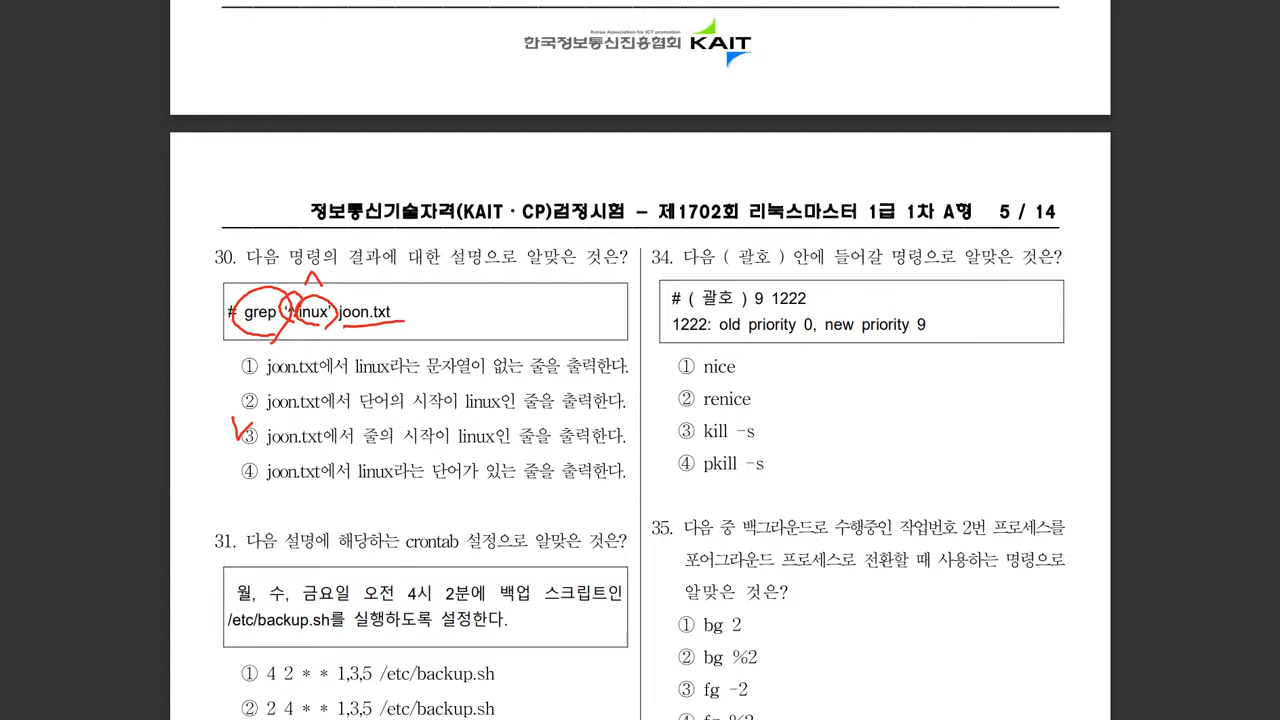 Korea Association for ICT promotion
한국정보통신진흥협회 KAIT
정보통신기술자격(KAIT · CP)검정시험 - 제1702회 리눅스마스터 1급 1차 A형 5 / 14
30. 다음 명령의 결과에 대한 설명으로 알맞은 것은?
^
# grep '^linux' joon.txt
① joon.txt에서 linux라는 문자열이 없는 줄을 출력한다.
② joon.txt에서 단어의 시작이 linux인 줄을 출력한다.
③ joon.txt에서 줄의 시작이 linux인 줄을 출력한다.
④ joon.txt에서 linux라는 단어가 있는 줄을 출력한다.
31. 다음 설명에 해당하는 crontab 설정으로 알맞은 것은?
월, 수, 금요일 오전 4시 2분에 백업 스크립트인
/etc/backup.sh를 실행하도록 설정한다.
① 4 2 * * 1,3,5 /etc/backup.sh
② 2 4 * * 1,3,5 /etc/backup.sh
34. 다음 ( 괄호 ) 안에 들어갈 명령으로 알맞은 것은?
# ( 괄호 ) 9 1222
1222: old priority 0, new priority 9
① nice
② renice
③ kill -s
④ pkill -s
35. 다음 중 백그라운드로 수행중인 작업번호 2번 프로세스를
포어그라운드 프로세스로 전환할 때 사용하는 명령으로
알맞은 것은?
① bg 2
② bg %2
③ fg -2
④ fg %2